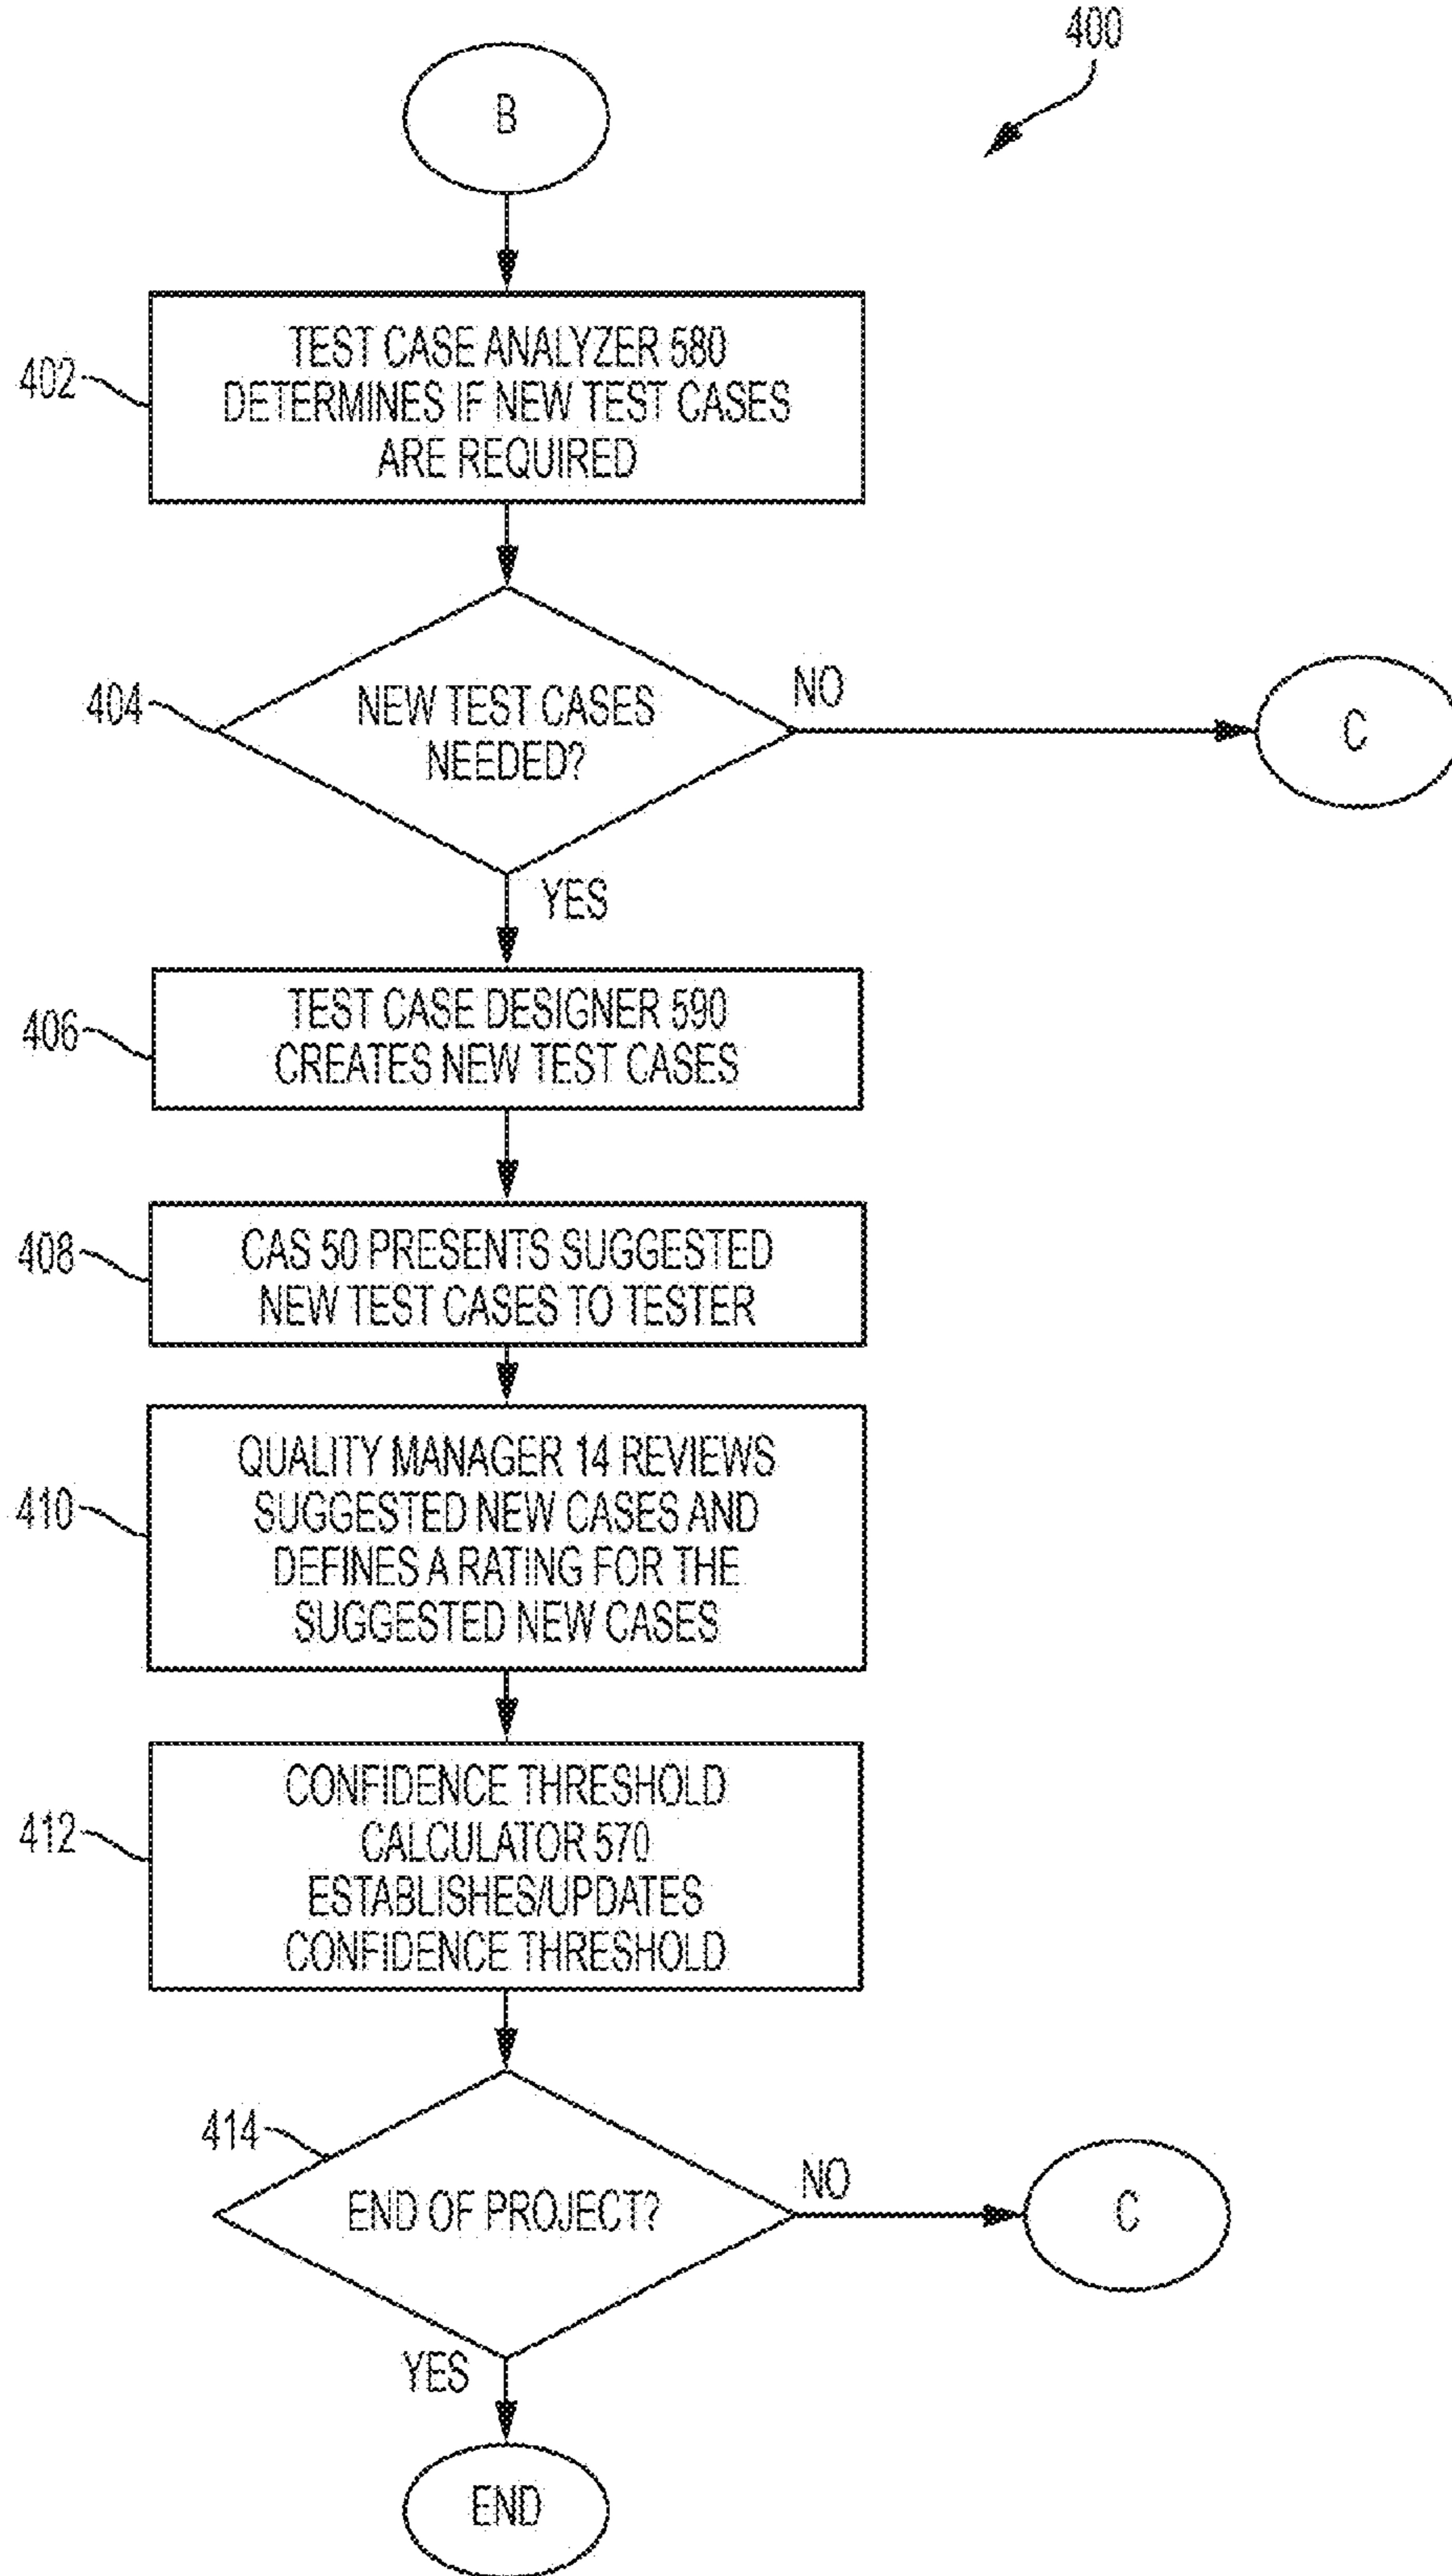 400
B
402
TEST CASE ANALYZER 580
DETERMINES IF NEW TEST CASES
ARE REQUIRED
404
NEW TEST CASES
NEEDED?
NO
C
YES
406
TEST CASE DESIGNER 590
CREATES NEW TEST CASES
408
CAS 50 PRESENTS SUGGESTED
NEW TEST CASES TO TESTER
410
QUALITY MANAGER 14 REVIEWS
SUGGESTED NEW CASES AND
DEFINES A RATING FOR THE
SUGGESTED NEW CASES
412
CONFIDENCE THRESHOLD
CALCULATOR 570
ESTABLISHES/UPDATES
CONFIDENCE THRESHOLD
414
END OF PROJECT?
NO
C
YES
END